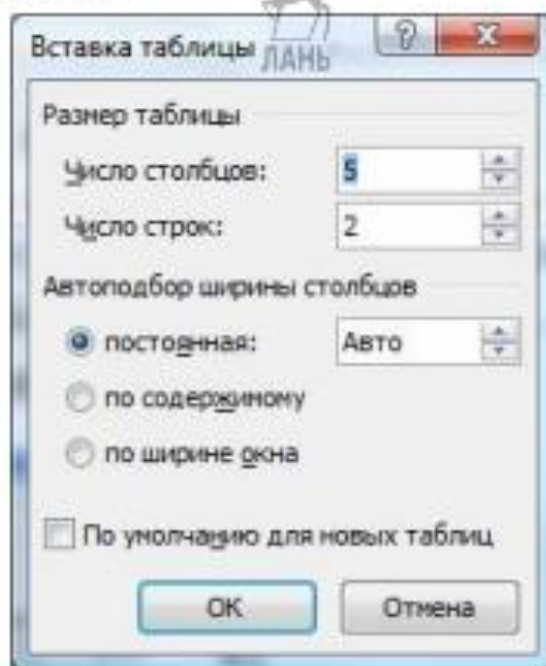 Вставка таблицы
ЛАНЬ
Размер таблицы
Число столбцов: 5
Число строк: 2
Автоподбор ширины столбцов
постоянная: Авто
по содержимому
по ширине окна
По умолчанию для новых таблиц
ОК Отмена